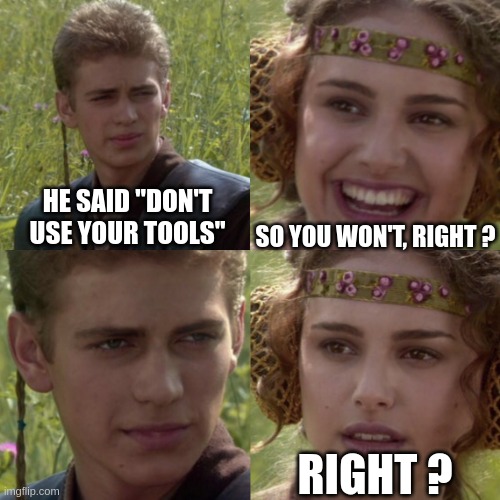 HE SAID "DON'T
USE YOUR TOOLS"
SO YOU WON'T, RIGHT ?
RIGHT ?
imgflip.com